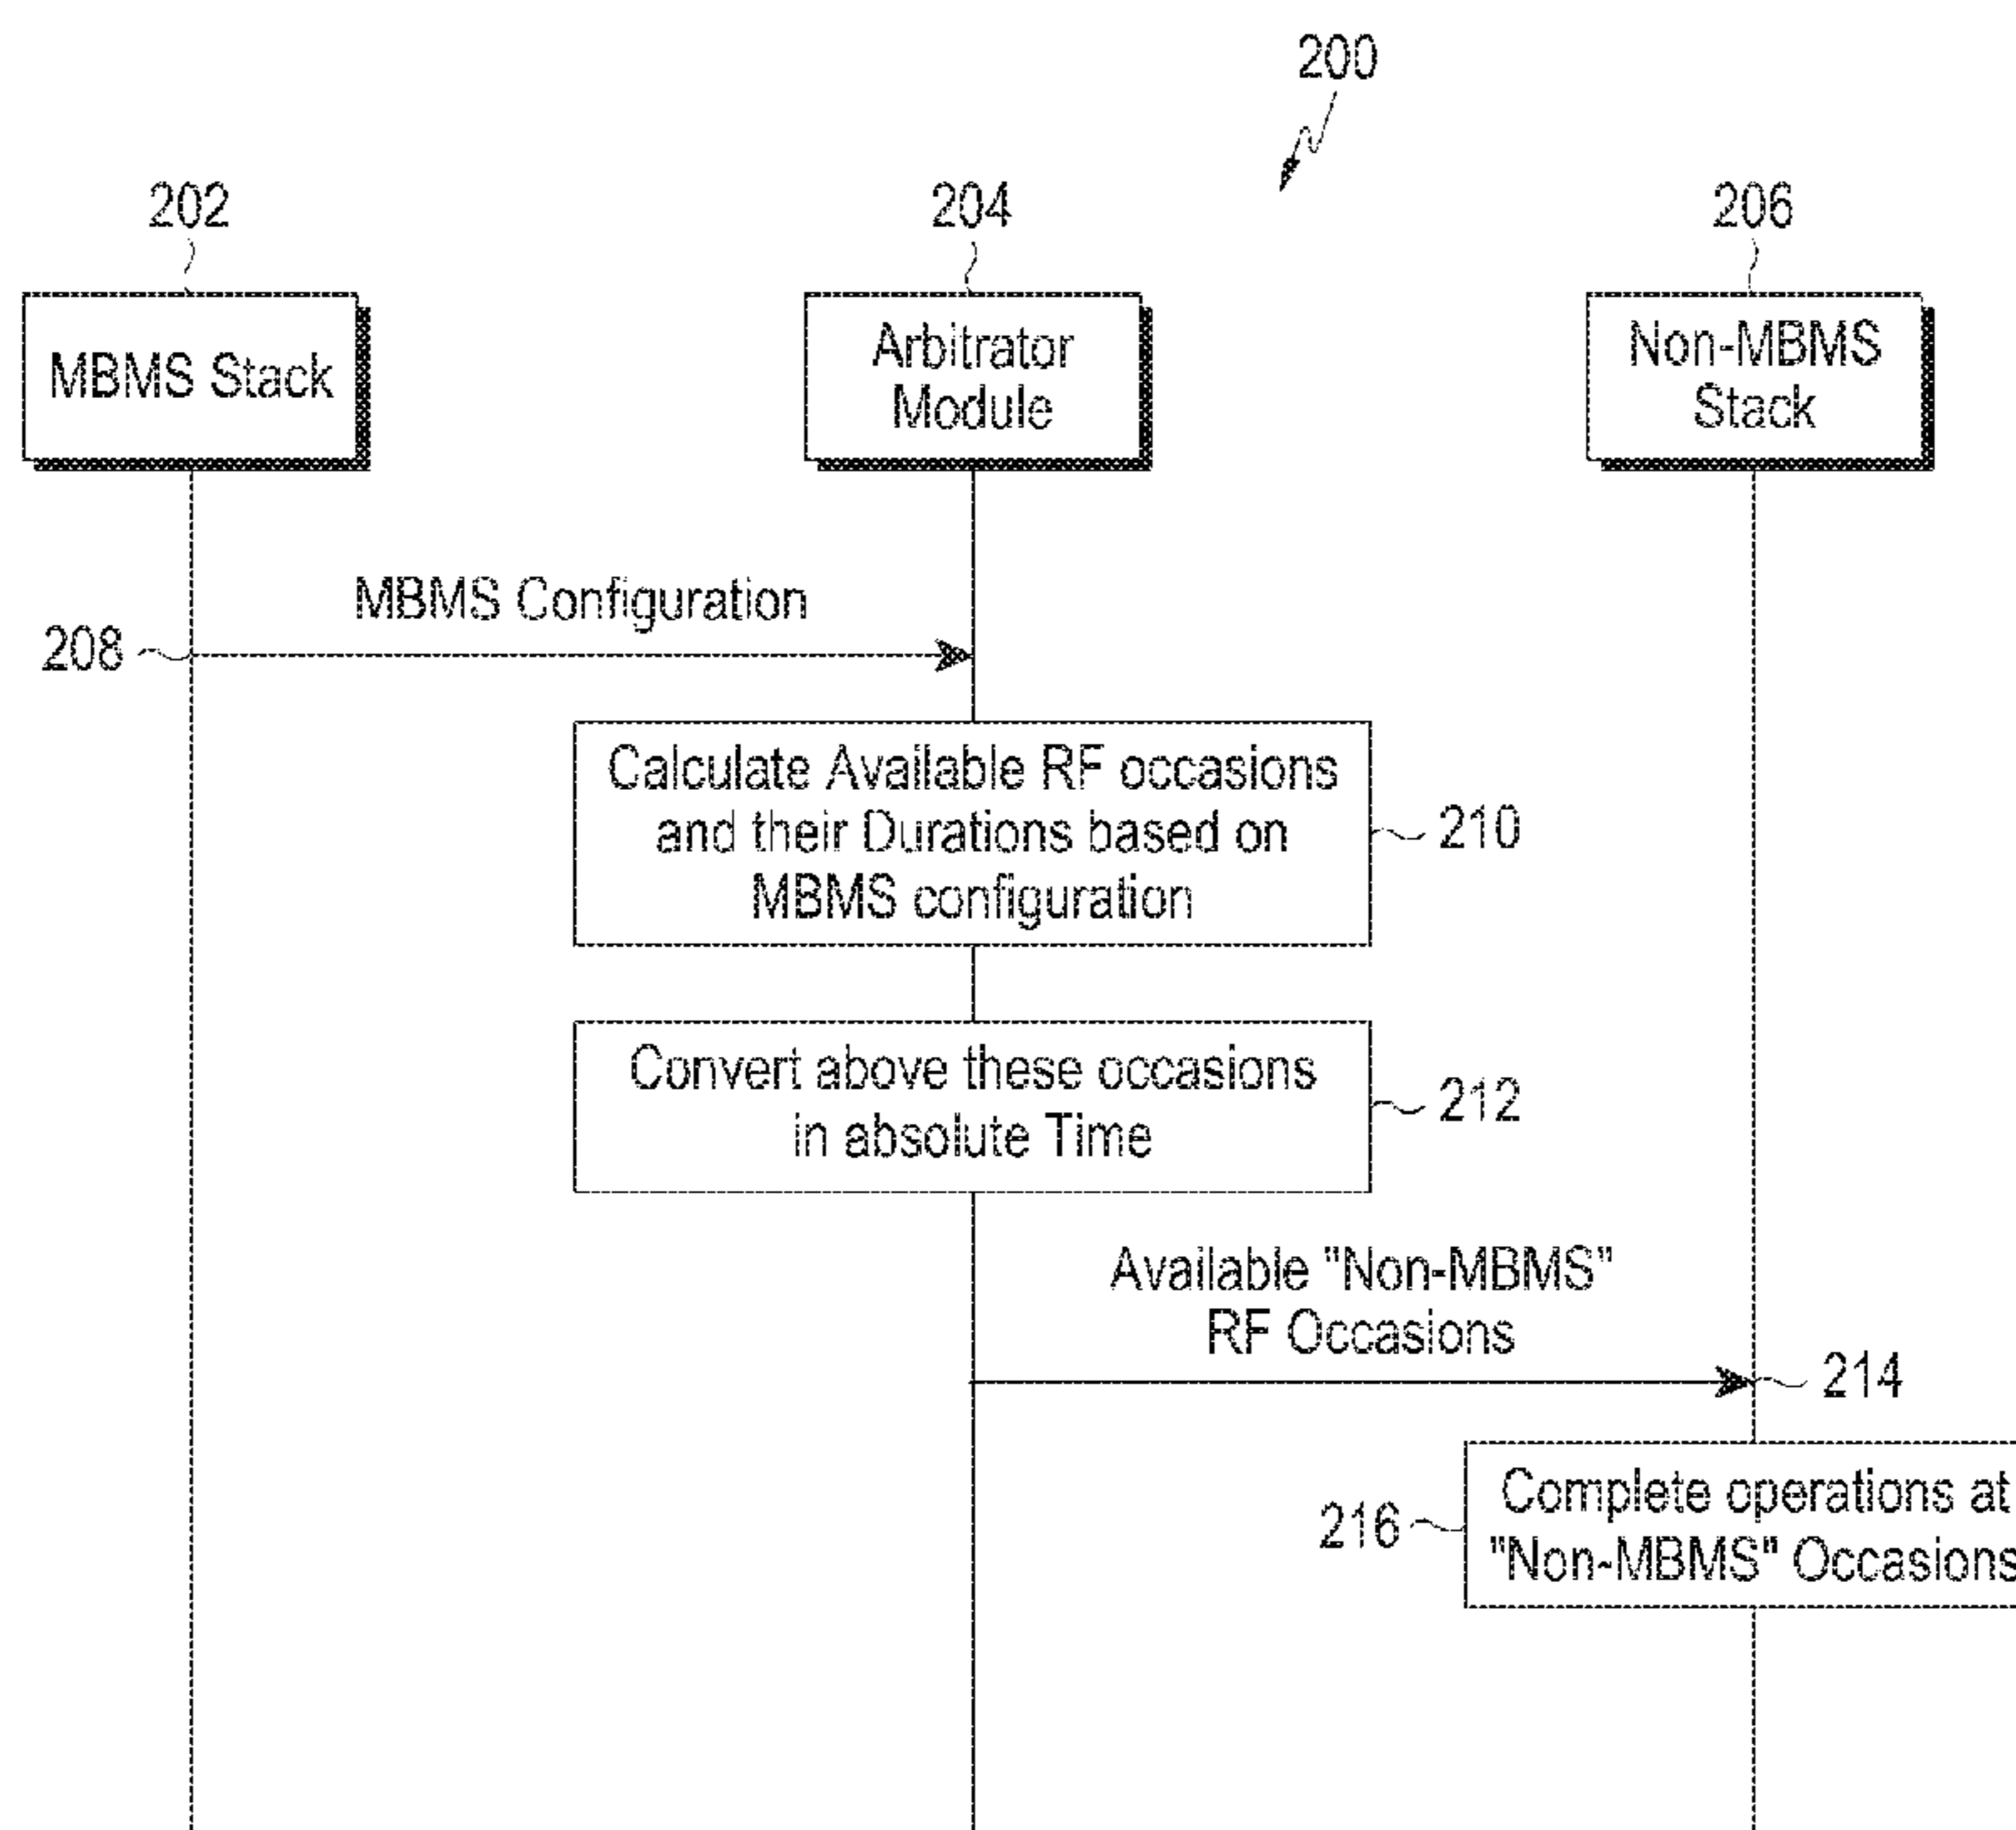 200
202
204
206
MBMS Stack
Arbitrator
Module
Non-MBMS
Stack
MBMS Configuration
208
Calculate Available RF occasions
and their Durations based on
MBMS configuration
210
Convert above these occasions
in absolute Time
212
Available "Non-MBMS"
RF Occasions
214
Complete operations at
"Non-MBMS" Occasions
216